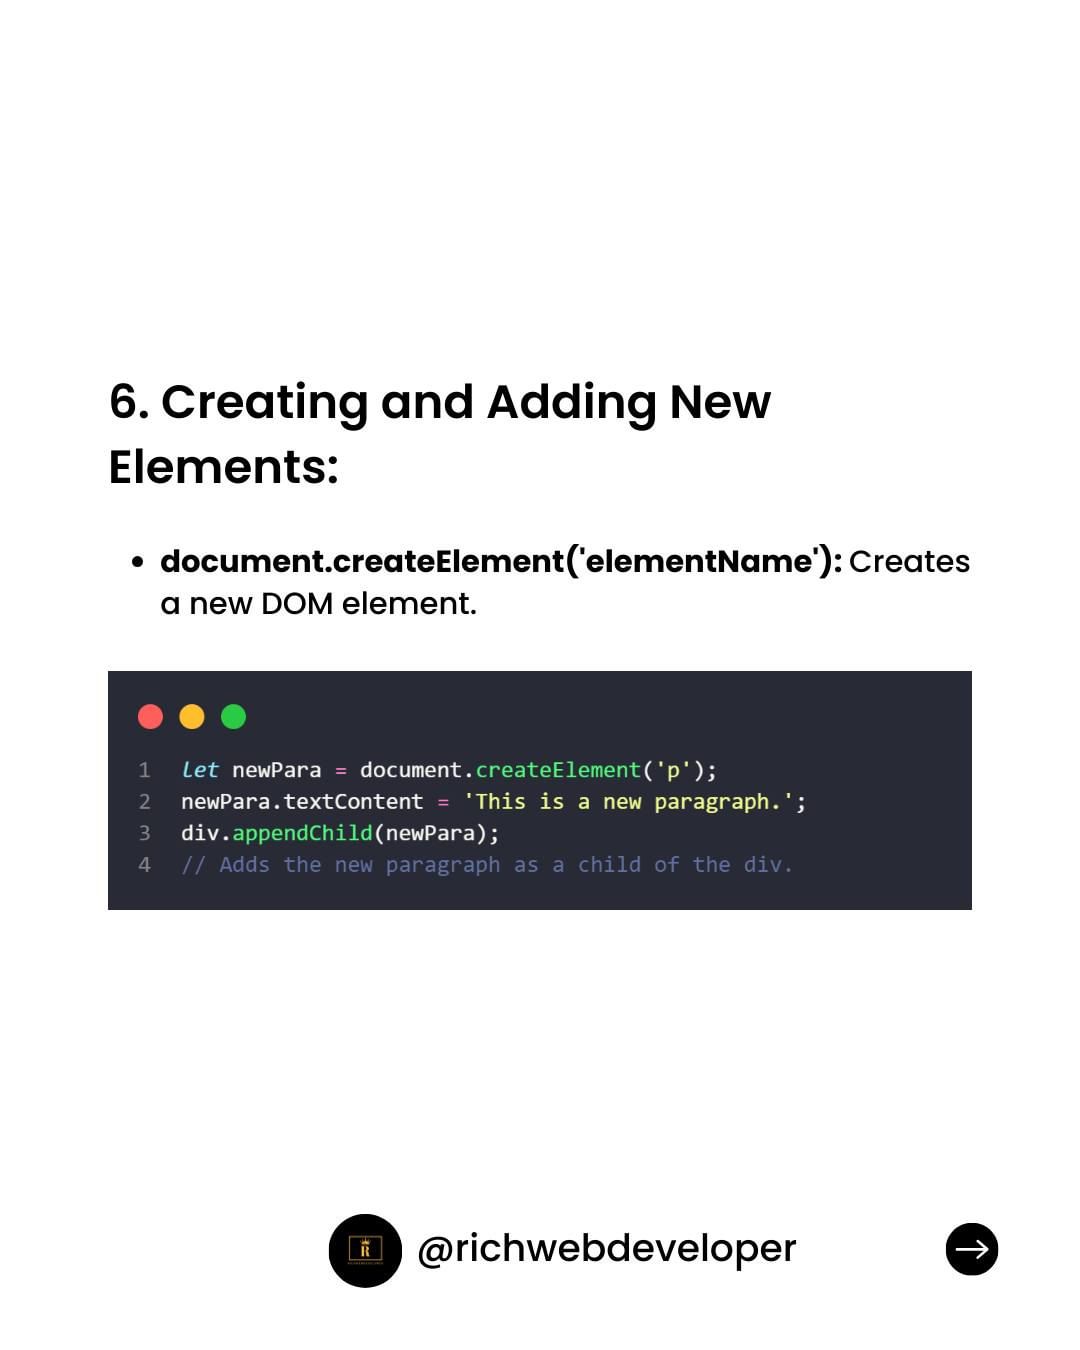 6. Creating and Adding New
Elements:
• document.createElement('elementName'): Creates
a new DOM element.
1 let newPara = document.createElement('p');
2 newPara.textContent = 'This is a new paragraph.';
3 div.appendChild(newPara);
4 // Adds the new paragraph as a child of the div.
R
@richwebdeveloper